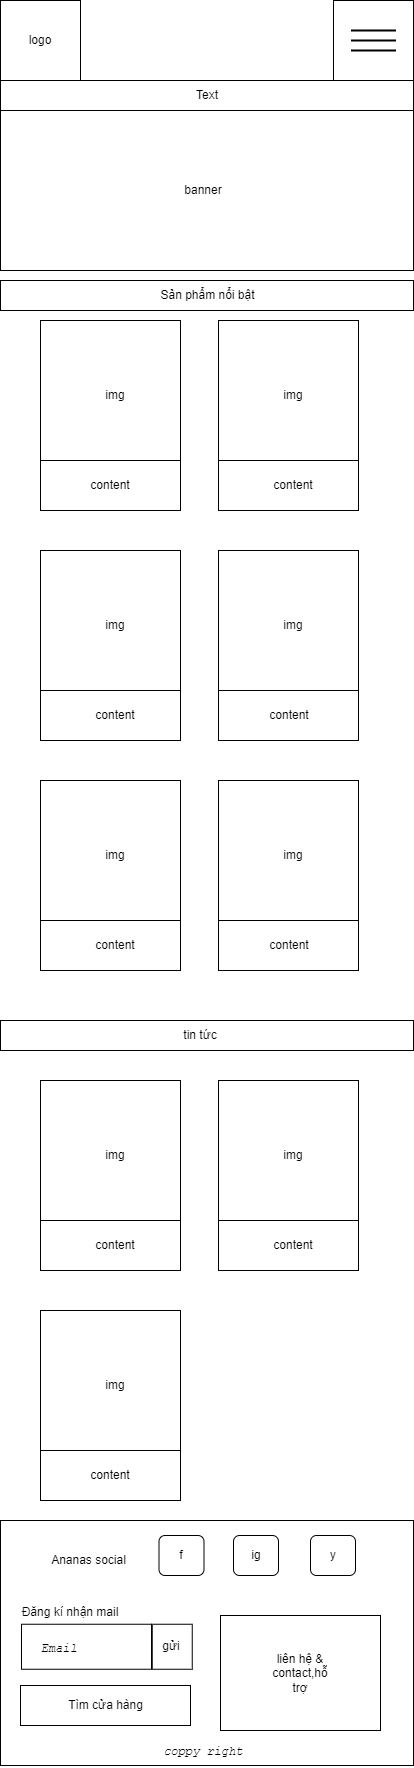 logo
Text
banner
Sản phẩm nổi bật
img
img
content
content
img
img
content
content
img
img
content
content
tin tức
img
img
content
content
img
content
Ananas social
f
ig
y
Đăng kí nhận mail
Email
gửi
liên hệ &
contact,hỗ
trợ
Tìm cửa hàng
coppy right